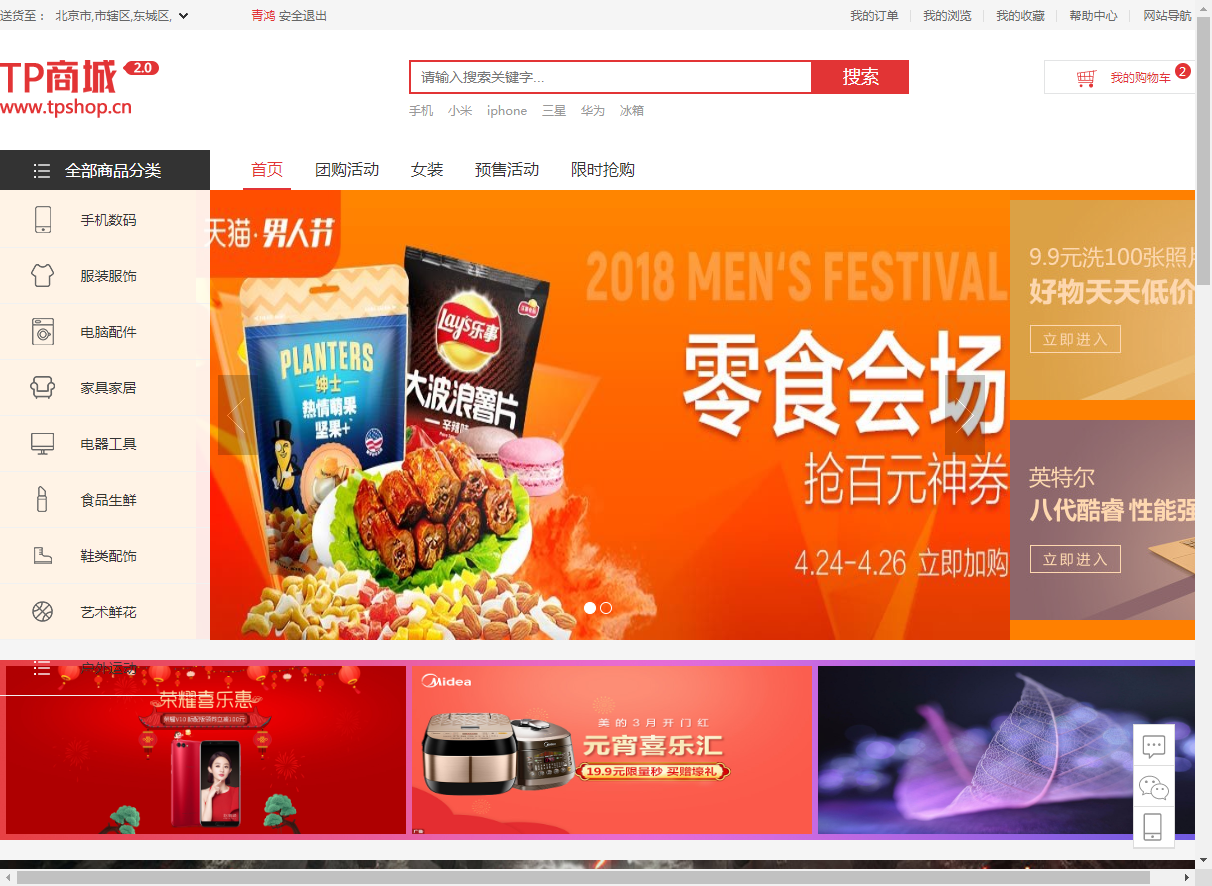 送货至： 北京市,市辖区,东城区, 青鸿 安全退出 我的订单 我的浏览 我的收藏 帮助中心 网站导航
TP商城 2.0
www.tpshop.cn
请输入搜索关键字... 搜索
我的购物车 2
手机 小米 iphone 三星 华为 冰箱
全部商品分类 首页 团购活动 女装 预售活动 限时抢购
手机数码
服装服饰
电脑配件
家具家居
电器工具
食品生鲜
鞋类配饰
艺术鲜花
户外运动
天猫·男人节
2018 MEN'S FESTIVAL
零食会场
抢百元神券
4.24-4.26 立即加购
PLANTERS
绅士
热情萌果
坚果+
Lay's乐事
大波浪薯片
辛辣味
9.9元洗100张照片
好物天天低价
立即进入
英特尔
八代酷睿 性能强
立即进入
荣耀喜乐惠
Midea
美的3月开门红
元宵喜乐汇
19.9元限量秒 买赠壕礼